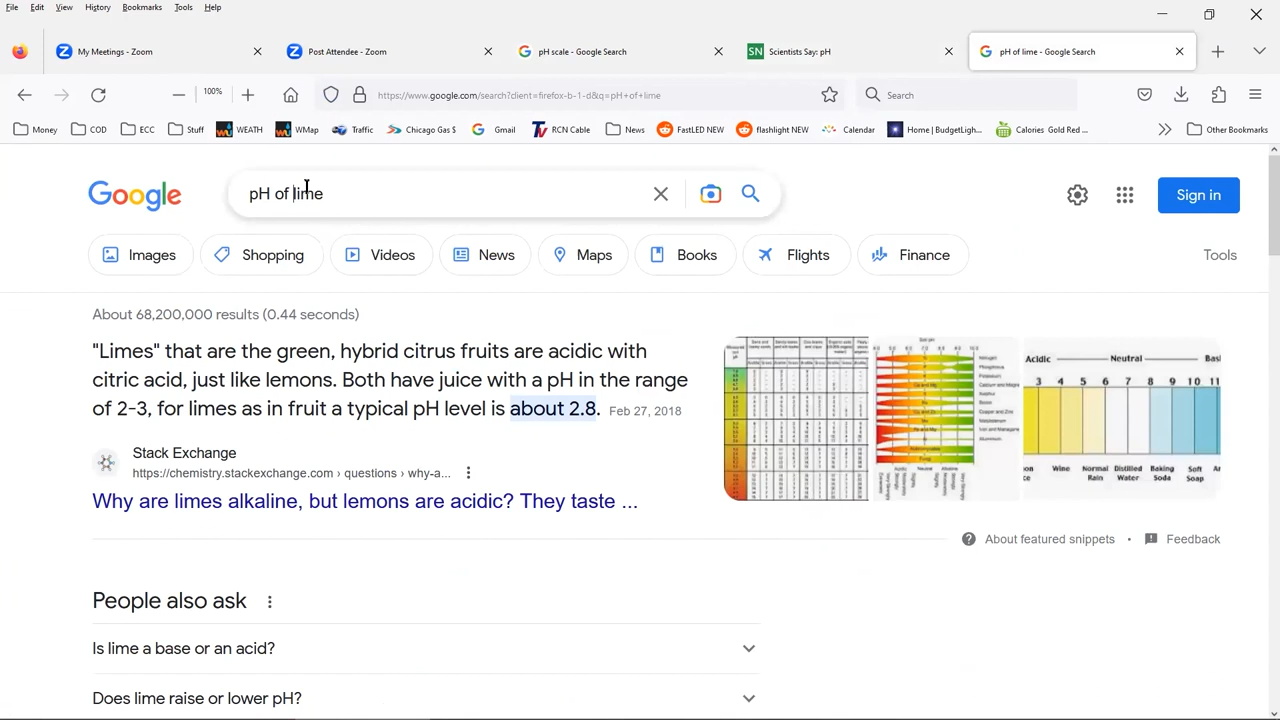 File Edit View History Bookmarks Tools Help
My Meetings - Zoom
Post Attendee - Zoom
pH scale - Google Search
SN Scientists Say: pH
pH of lime - Google Search
100%
https://www.google.com/search?client=firefox-b-1-d&q=pH+of+lime
Search
Money COD ECC Stuff WEATH WMap Traffic Chicago Gas $ Gmail RCN Cable News FastLED NEW flashlight NEW Calendar Home | BudgetLigh... Calories Gold Red ... Other Bookmarks
Google
pH of lime
Sign in
Images Shopping Videos News Maps Books Flights Finance Tools
About 68,200,000 results (0.44 seconds)
"Limes" that are the green, hybrid citrus fruits are acidic with
citric acid, just like lemons. Both have juice with a pH in the range
of 2-3, for limes as in fruit a typical pH level is about 2.8. Feb 27, 2018
Acidic Neutral
3 4 5 6 7 8 9 10 11
Wine Normal Rain Distilled Water Baking Soda Soft Soap
Stack Exchange
https://chemistry.stackexchange.com › questions › why-a...
Why are limes alkaline, but lemons are acidic? They taste ...
About featured snippets • Feedback
People also ask
Is lime a base or an acid?
Does lime raise or lower pH?